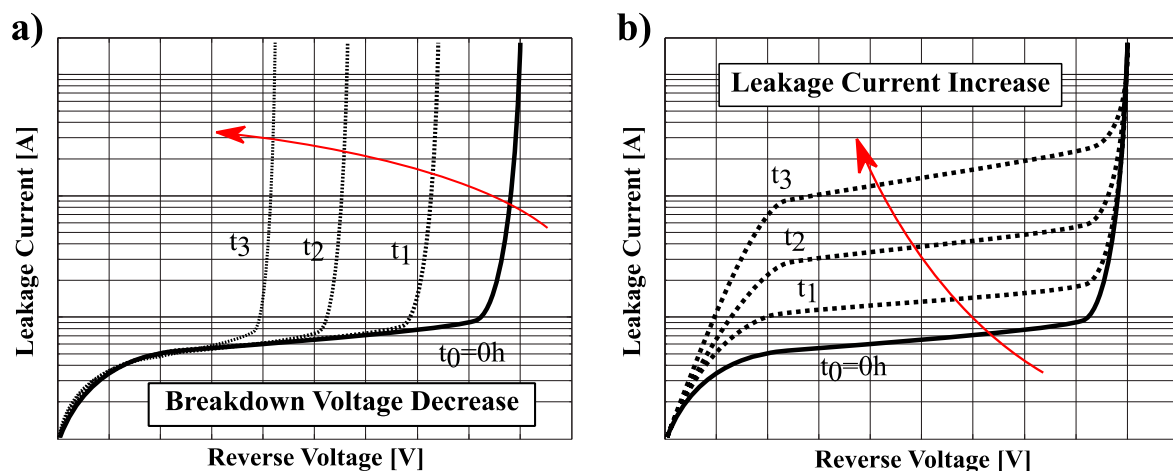 a)
Leakage Current [A]
t3
t2
t1
t0=0h
Breakdown Voltage Decrease
Reverse Voltage [V]
b)
Leakage Current [A]
Leakage Current Increase
t3
t2
t1
t0=0h
Reverse Voltage [V]